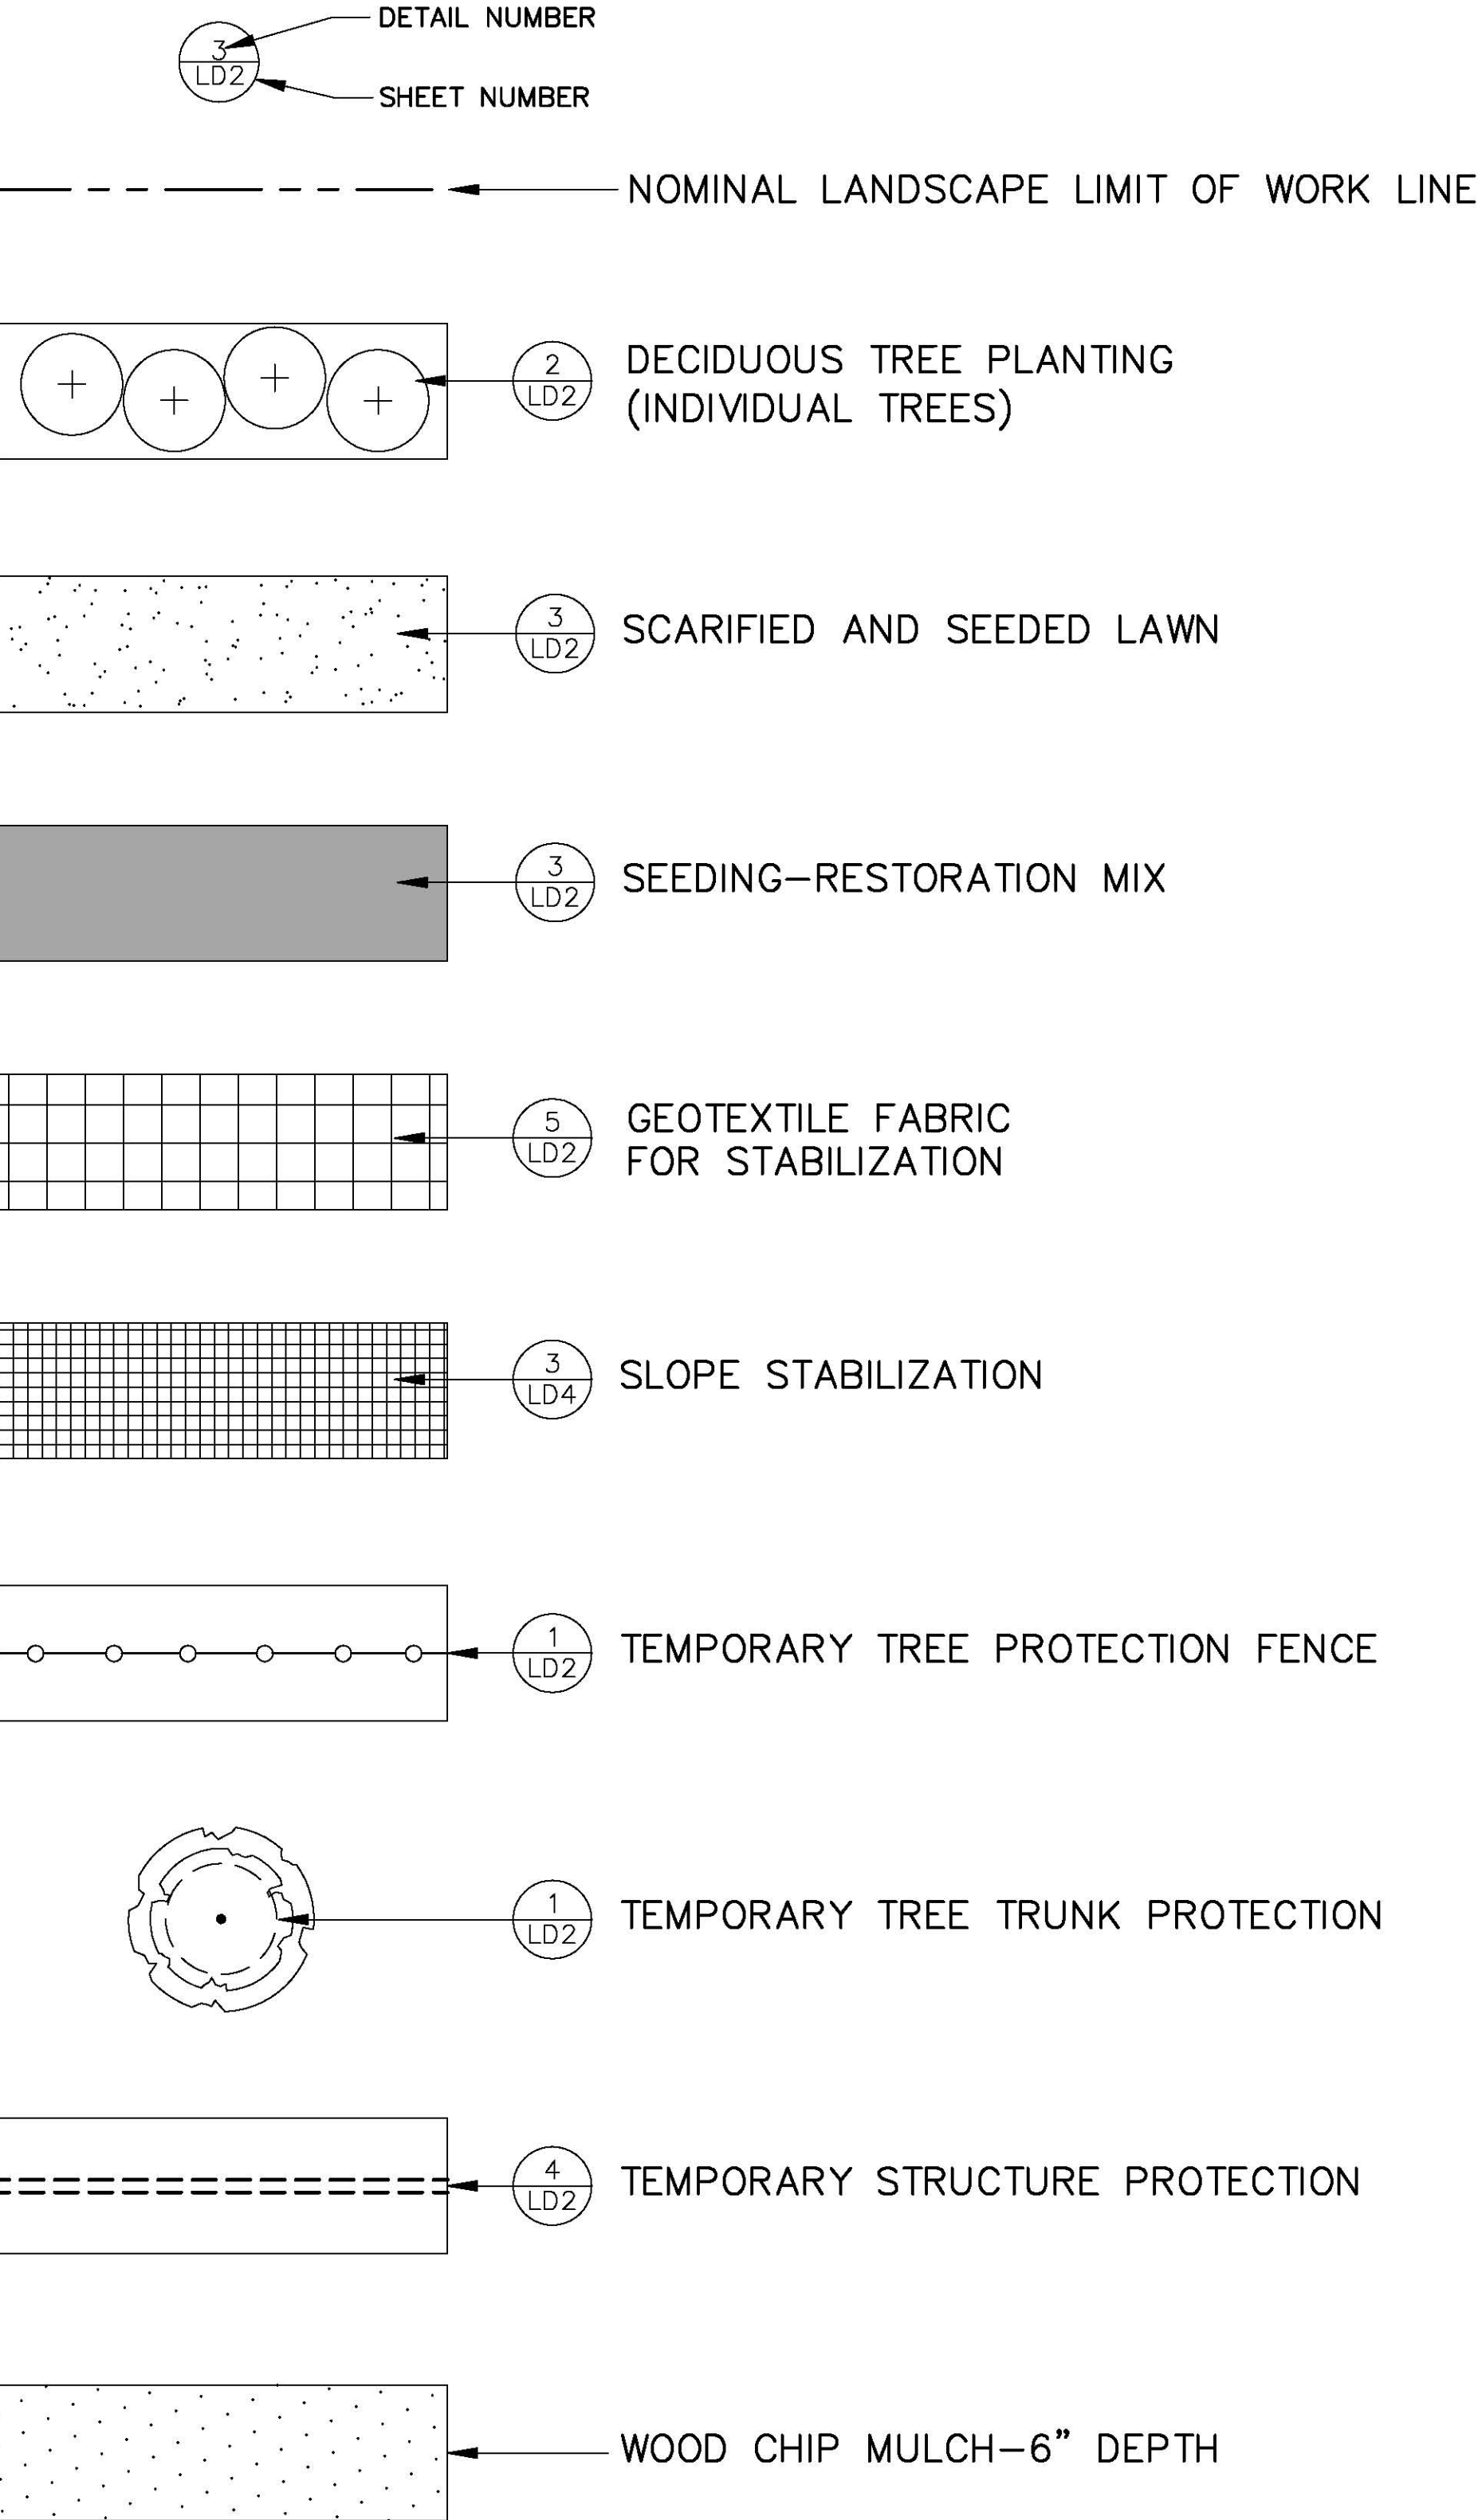 DETAIL NUMBER
3
LD2
SHEET NUMBER
NOMINAL LANDSCAPE LIMIT OF WORK LINE
2
LD2
DECIDUOUS TREE PLANTING
(INDIVIDUAL TREES)
3
LD2
SCARIFIED AND SEEDED LAWN
3
LD2
SEEDING-RESTORATION MIX
5
LD2
GEOTEXTILE FABRIC
FOR STABILIZATION
3
LD4
SLOPE STABILIZATION
1
LD2
TEMPORARY TREE PROTECTION FENCE
1
LD2
TEMPORARY TREE TRUNK PROTECTION
4
LD2
TEMPORARY STRUCTURE PROTECTION
WOOD CHIP MULCH-6" DEPTH